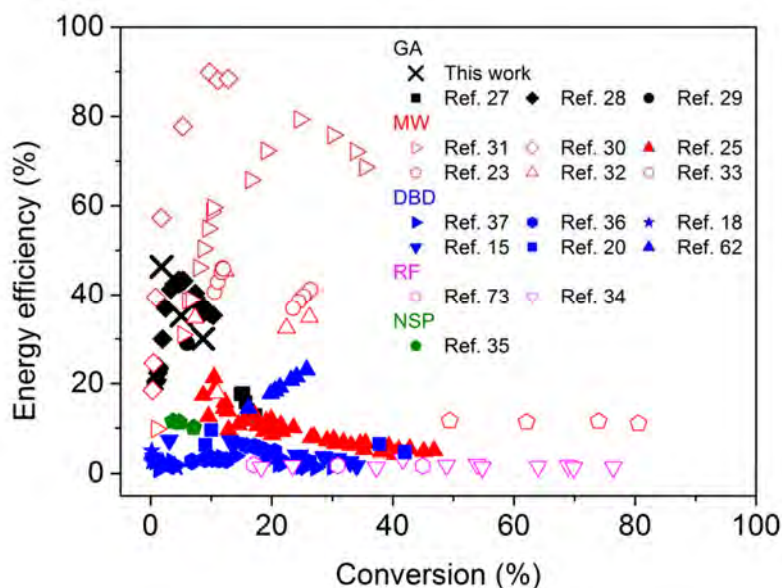 100
80
60
40
20
0
Energy efficiency (%)
GA
This work
Ref. 27 Ref. 28 Ref. 29
MW
Ref. 31 Ref. 30 Ref. 25
Ref. 23 Ref. 32 Ref. 33
DBD
Ref. 37 Ref. 36 Ref. 18
Ref. 15 Ref. 20 Ref. 62
RF
Ref. 73 Ref. 34
NSP
Ref. 35
0 20 40 60 80 100
Conversion (%)